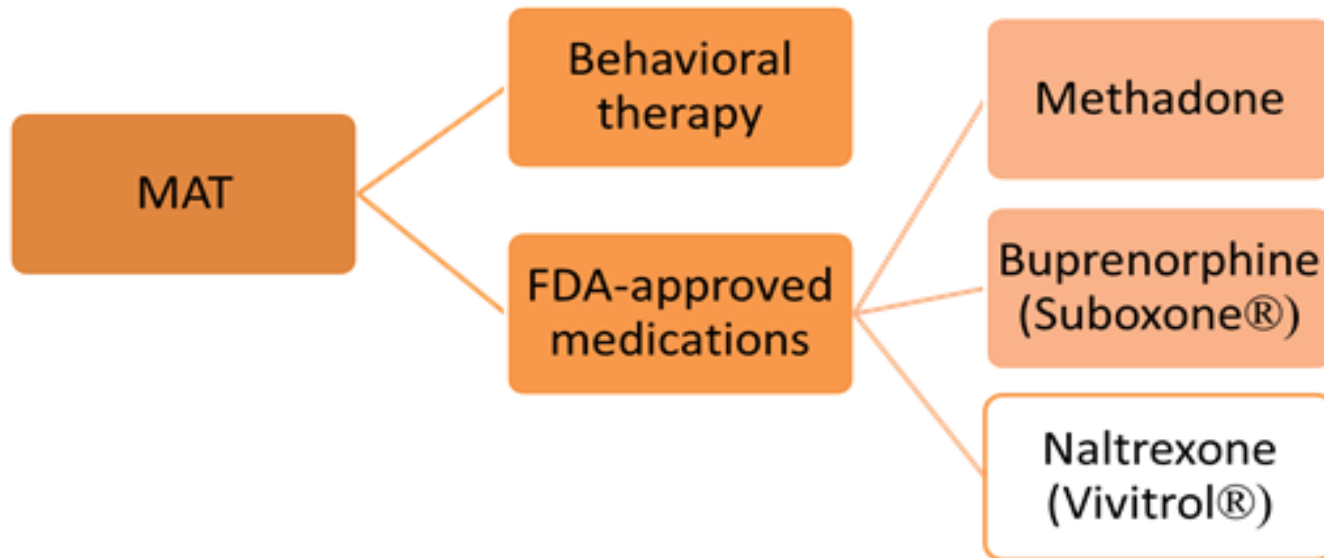 MAT
Behavioral
therapy
FDA-approved
medications
Methadone
Buprenorphine
(Suboxone®)
Naltrexone
(Vivitrol®)